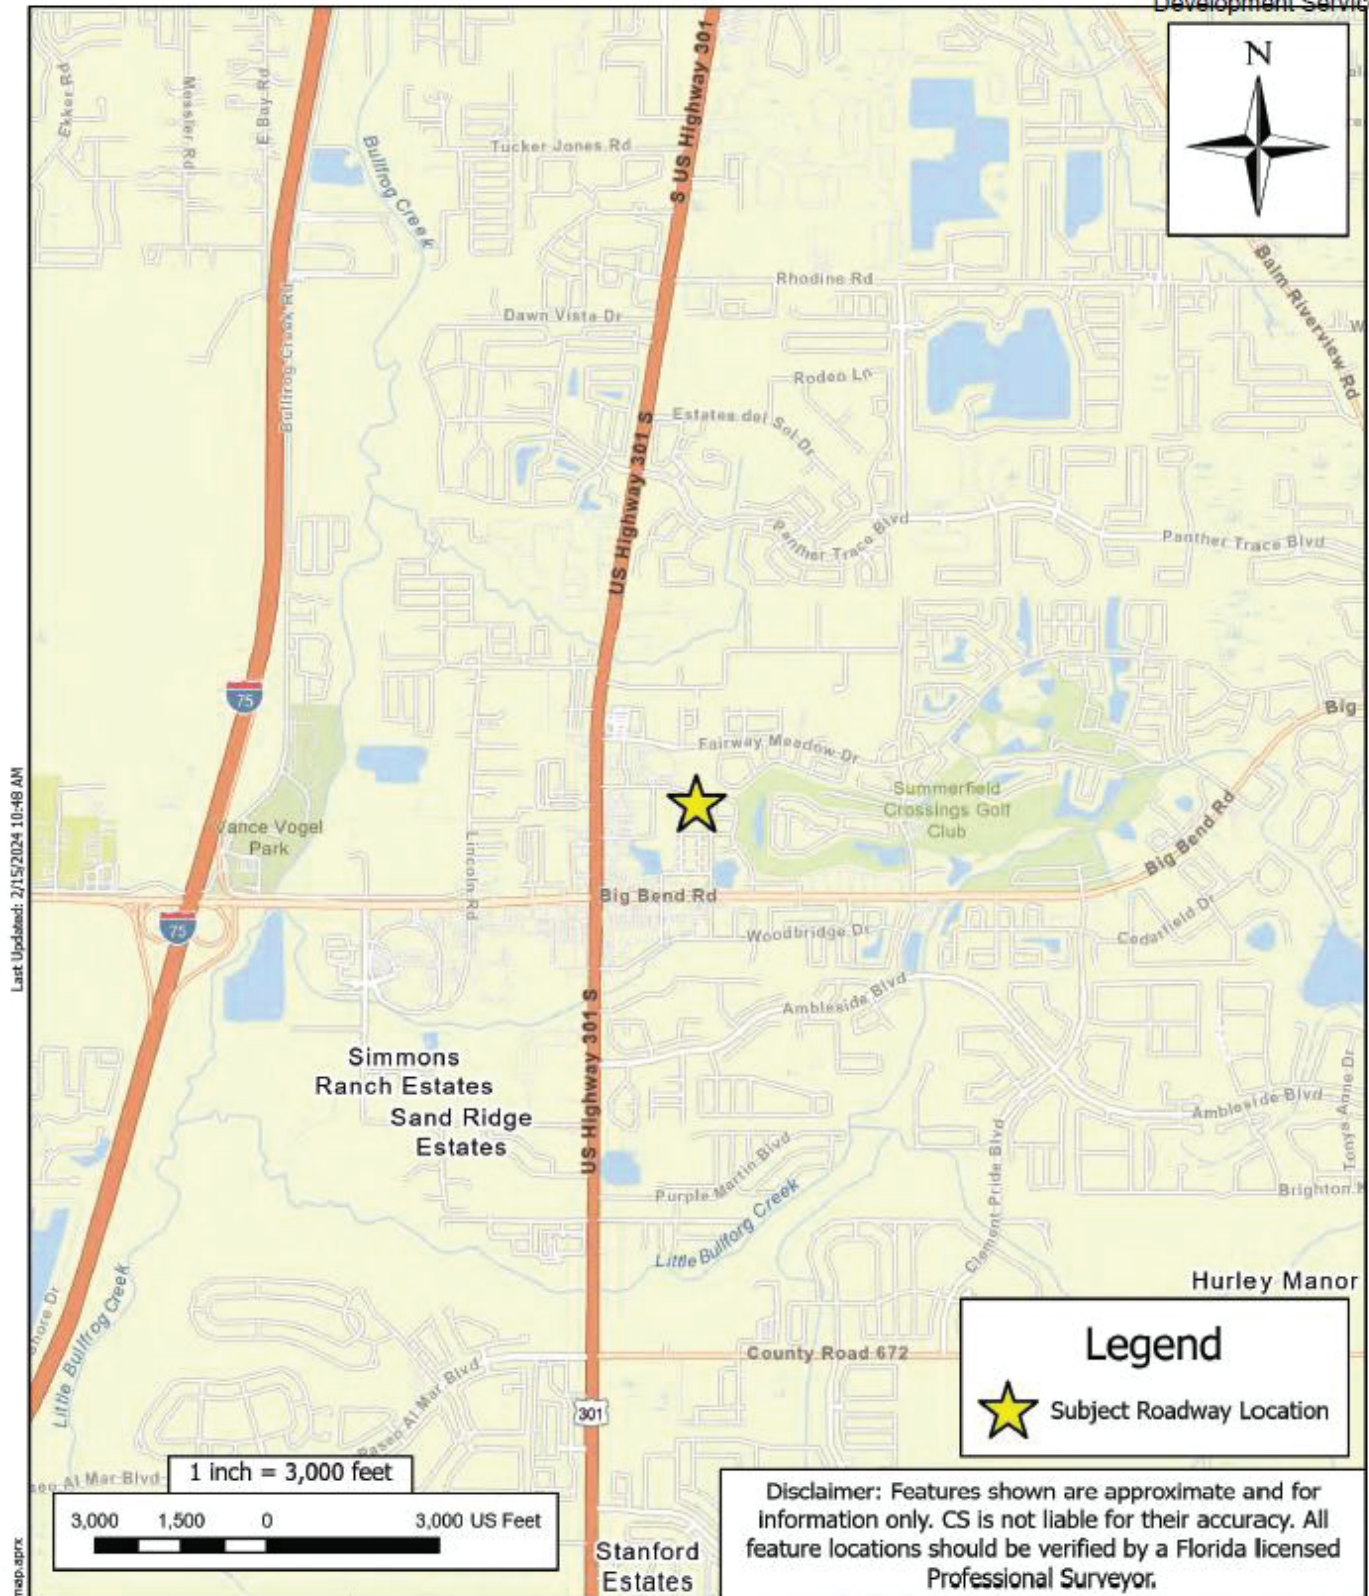 Development Servic
N
Ekker Rd
Messler Rd
E Bay Rd
Bullfrog Creek
Tucker Jones Rd
S US Highway 301
Balm Riverview Rd
Rhodine Rd
Dawn Vista Dr
Bullfrog Creek Rd
Rodeo Ln
Estates del Sol Dr
US Highway 301 S
Panther Trace Blvd
Panther Trace Blvd
75
Big
Fairway Meadow Dr
Summerfield
Crossings Golf
Club
Vance Vogel
Park
Lincoln Rd
Big Bend Rd
Big Bend Rd
75
Woodbridge Dr
Cedarfield Dr
Ambleside Blvd
US Highway 301 S
Simmons
Ranch Estates
Sand Ridge
Estates
Ambleside Blvd
Tonya Anne Dr
Purple Martin Blvd
Clement Pride Blvd
Brighton
Little Bullforg Creek
Hurley Manor
shore Dr
Little Bullfrog Creek
County Road 672
Paseo Al Mar Blvd
301
seo Al Mar Blvd
Stanford
Estates
Legend
Subject Roadway Location
1 inch = 3,000 feet
3,000 1,500 0 3,000 US Feet
Disclaimer: Features shown are approximate and for
information only. CS is not liable for their accuracy. All
feature locations should be verified by a Florida licensed
Professional Surveyor.
Last Updated: 2/15/2024 10:48 AM
map.aprx